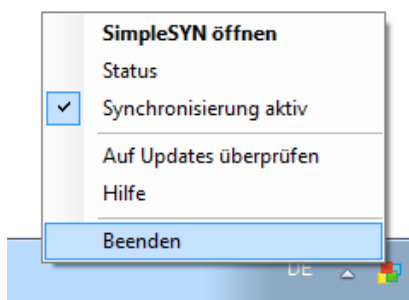 SimpleSYN öffnen
Status
Synchronisierung aktiv
Auf Updates überprüfen
Hilfe
Beenden
DE